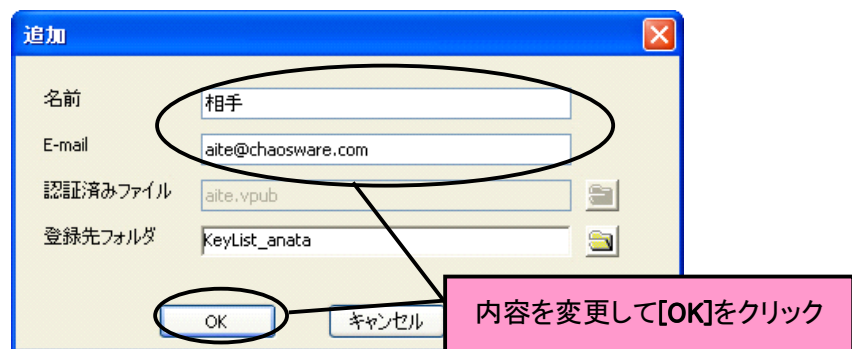 追加
名前 相手
E-mail aite@chaosware.com
認証済みファイル aite.vpub
登録先フォルダ KeyList_anata
OK キャンセル
内容を変更して[OK]をクリック